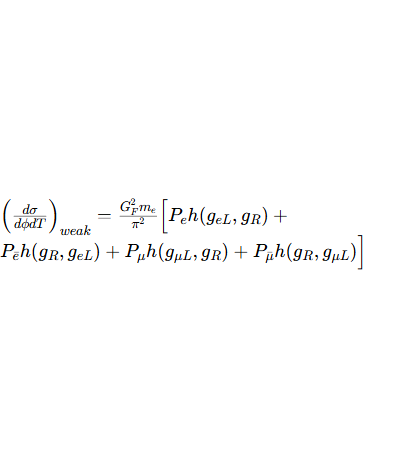 $\left(\frac{d\sigma}{d\phi dT}\right)_{weak} = \frac{G_F^2 m_e}{\pi^2}\Big[P_e h(g_{eL}, g_R) +$
$P_{\bar{e}} h(g_R, g_{eL}) + P_\mu h(g_{\mu L}, g_R) + P_{\bar{\mu}} h(g_R, g_{\mu L})\Big]$